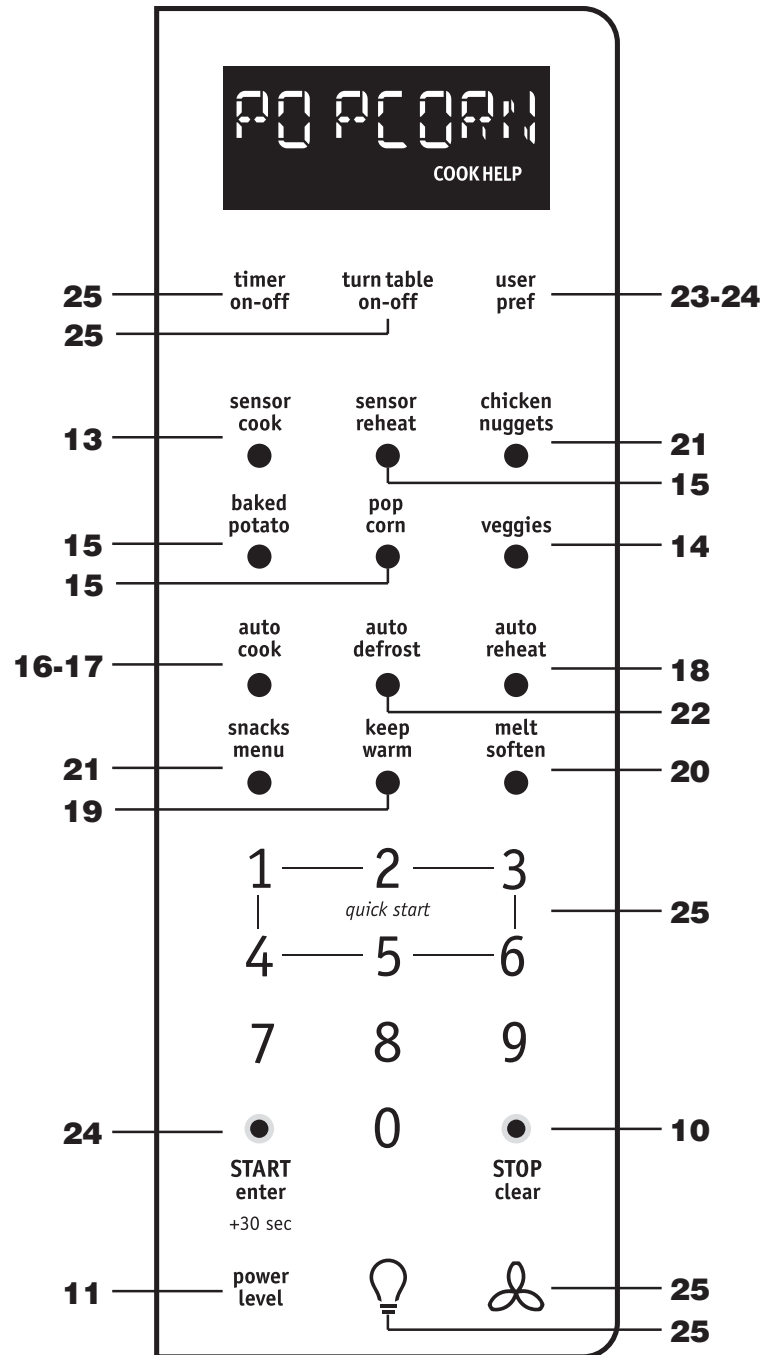 PO PCORN
COOK HELP
timer
on-off
turn table
on-off
user
pref
25
25
23-24
sensor
cook
sensor
reheat
chicken
nuggets
13
21
15
baked
potato
pop
corn
veggies
15
15
14
auto
cook
auto
defrost
auto
reheat
16-17
18
22
snacks
menu
keep
warm
melt
soften
21
19
20
1 2 3
quick start
25
4 5 6
7 8 9
24
0
10
START
enter
+30 sec
STOP
clear
11
power
level
25
25